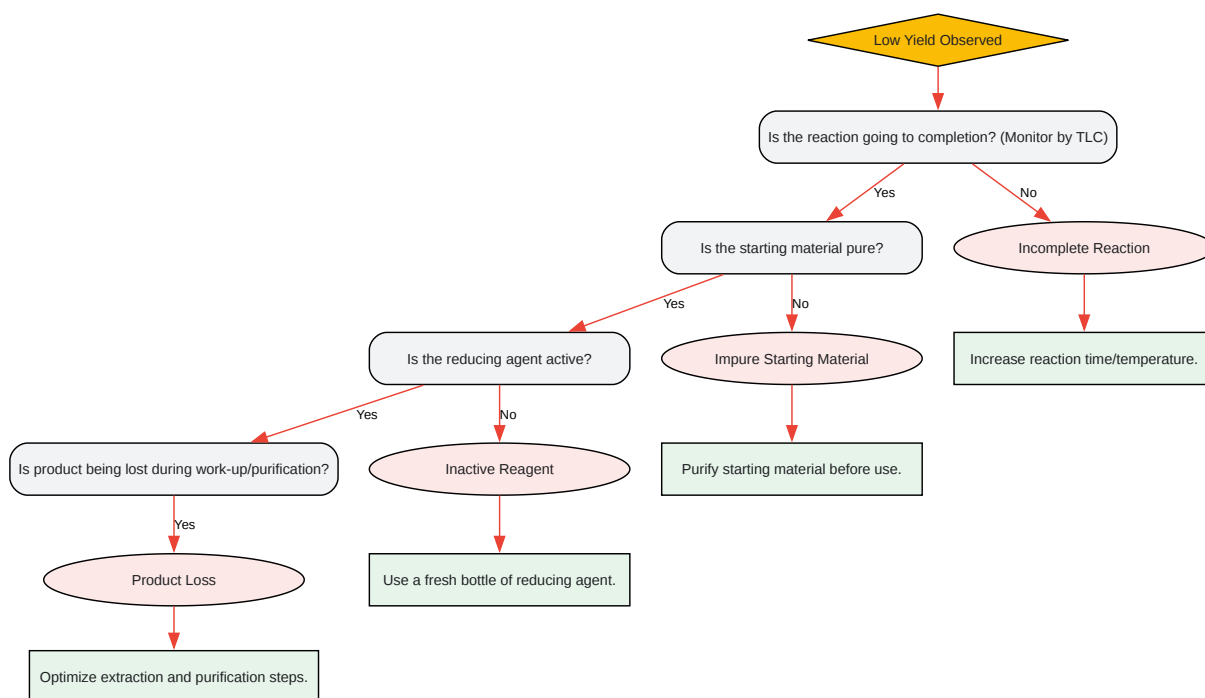 Low Yield Observed
Is the reaction going to completion? (Monitor by TLC)
Yes
No
Is the starting material pure?
Incomplete Reaction
Yes
No
Is the reducing agent active?
Impure Starting Material
Increase reaction time/temperature.
Yes
No
Is product being lost during work-up/purification?
Inactive Reagent
Purify starting material before use.
Yes
Product Loss
Use a fresh bottle of reducing agent.
Optimize extraction and purification steps.